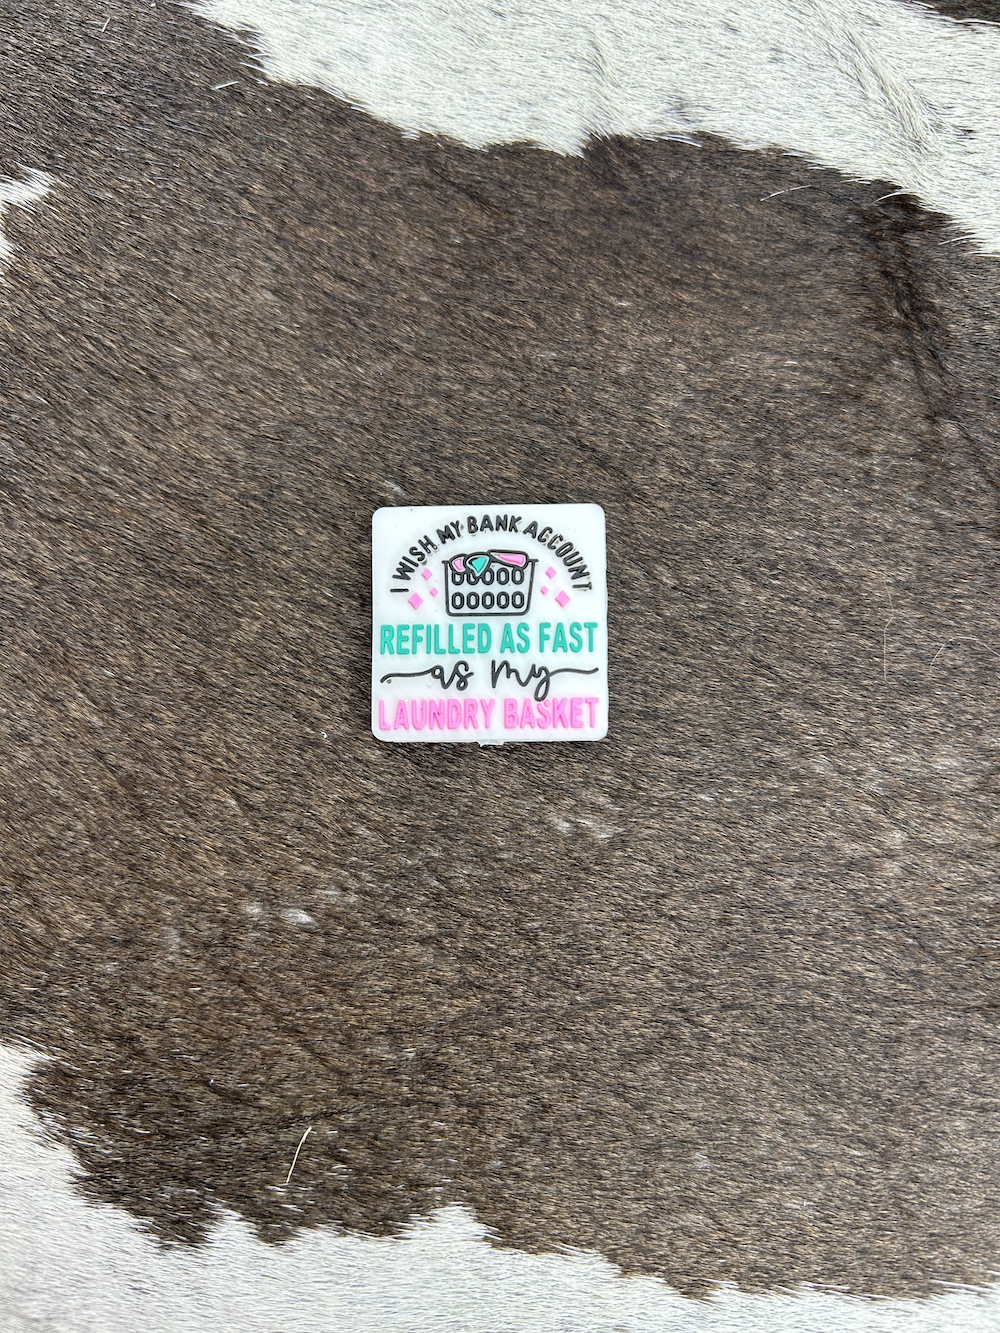 I WISH MY BANK ACCOUNT
REFILLED AS FAST
as my
LAUNDRY BASKET